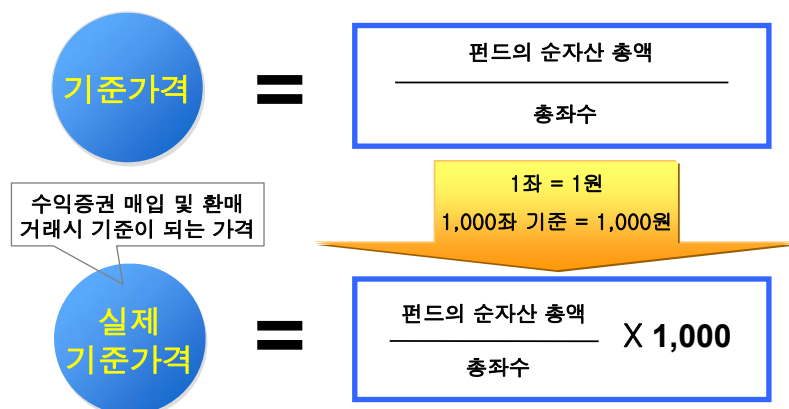 기준가격
=
펀드의 순자산 총액
총좌수
1좌 = 1원
1,000좌 기준 = 1,000원
수익증권 매입 및 환매
거래시 기준이 되는 가격
실제
기준가격
=
펀드의 순자산 총액
총좌수
X 1,000